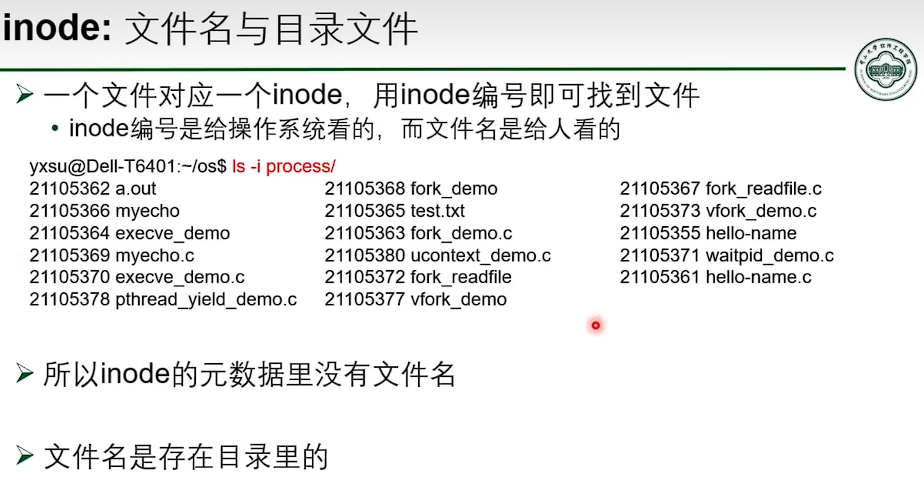 inode: 文件名与目录文件
一个文件对应一个inode，用inode编号即可找到文件
inode编号是给操作系统看的，而文件名是给人看的
yxsu@Dell-T6401:~/os$ ls -i process/
21105362 a.out 21105368 fork_demo 21105367 fork_readfile.c
21105366 myecho 21105365 test.txt 21105373 vfork_demo.c
21105364 execve_demo 21105363 fork_demo.c 21105355 hello-name
21105369 myecho.c 21105380 ucontext_demo.c 21105371 waitpid_demo.c
21105370 execve_demo.c 21105372 fork_readfile 21105361 hello-name.c
21105378 pthread_yield_demo.c 21105377 vfork_demo
所以inode的元数据里没有文件名
文件名是存在目录里的